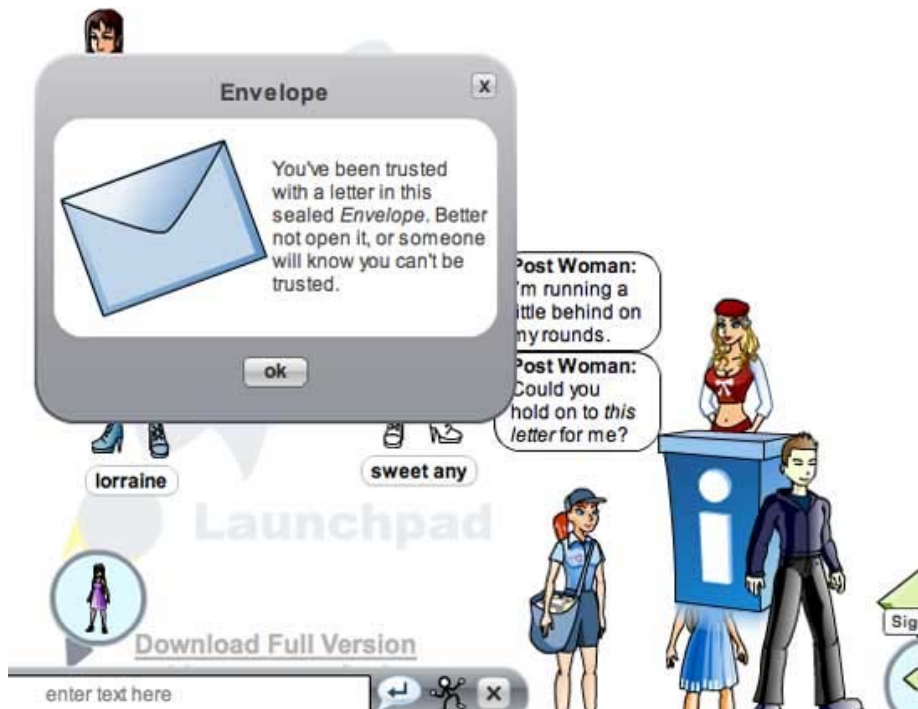 Envelope
x
You've been trusted
with a letter in this
sealed Envelope. Better
not open it, or someone
will know you can't be
trusted.
ok
Post Woman:
I'm running a
little behind on
my rounds.
Post Woman:
Could you
hold on to this
letter for me?
lorraine
sweet any
Launchpad
i
Download Full Version
enter text here
x